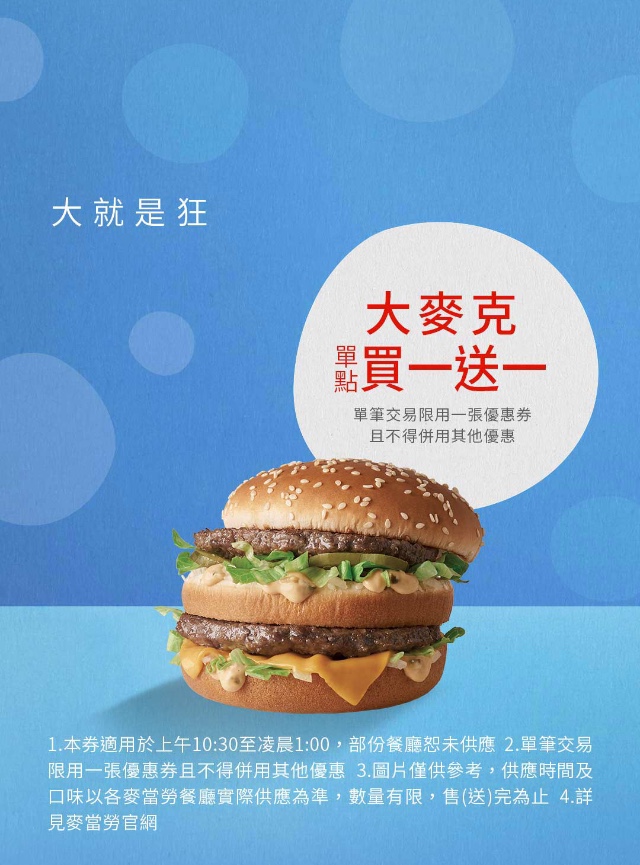 大就是狂
大麥克
單點買一送一
單筆交易限用一張優惠券
且不得併用其他優惠
1.本券適用於上午10:30至凌晨1:00，部份餐廳恕未供應 2.單筆交易
限用一張優惠券且不得併用其他優惠 3.圖片僅供參考，供應時間及
口味以各麥當勞餐廳實際供應為準，數量有限，售(送)完為止 4.詳
見麥當勞官網